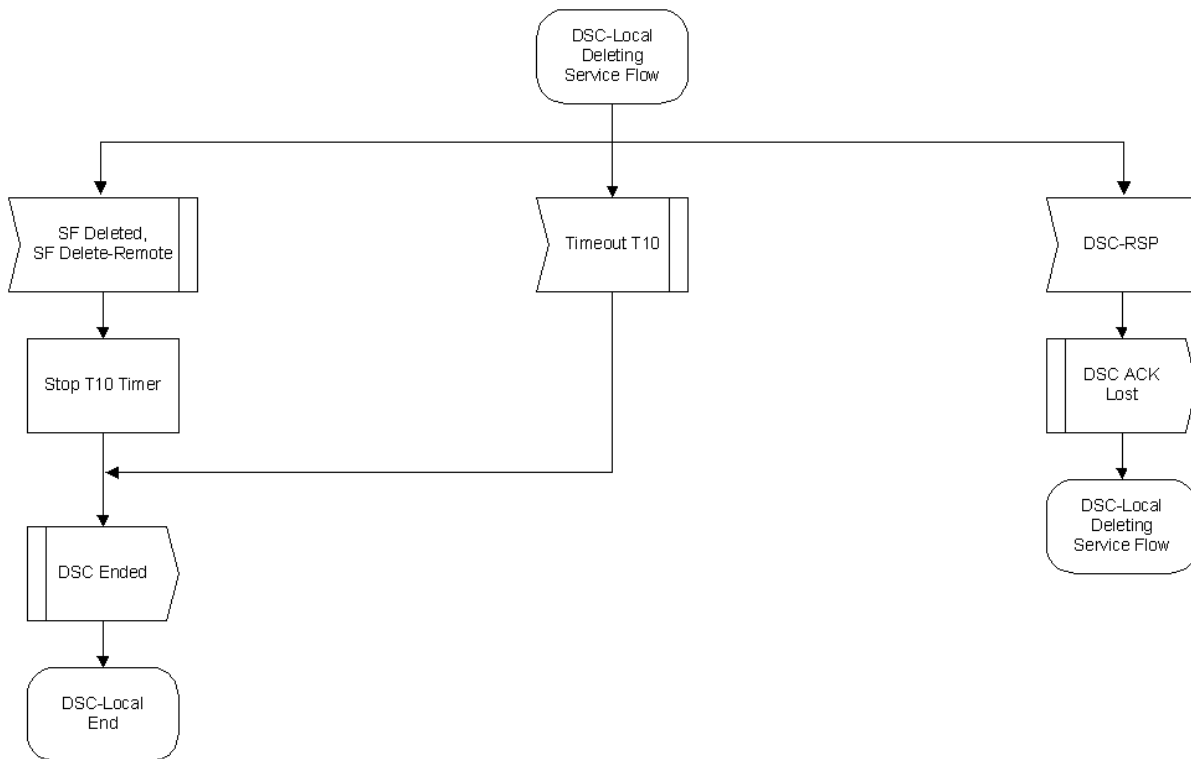 DSC-Local
Deleting
Service Flow
SF Deleted,
SF Delete-Remote
Timeout T10
DSC-RSP
Stop T10 Timer
DSC ACK
Lost
DSC-Local
Deleting
Service Flow
DSC Ended
DSC-Local
End